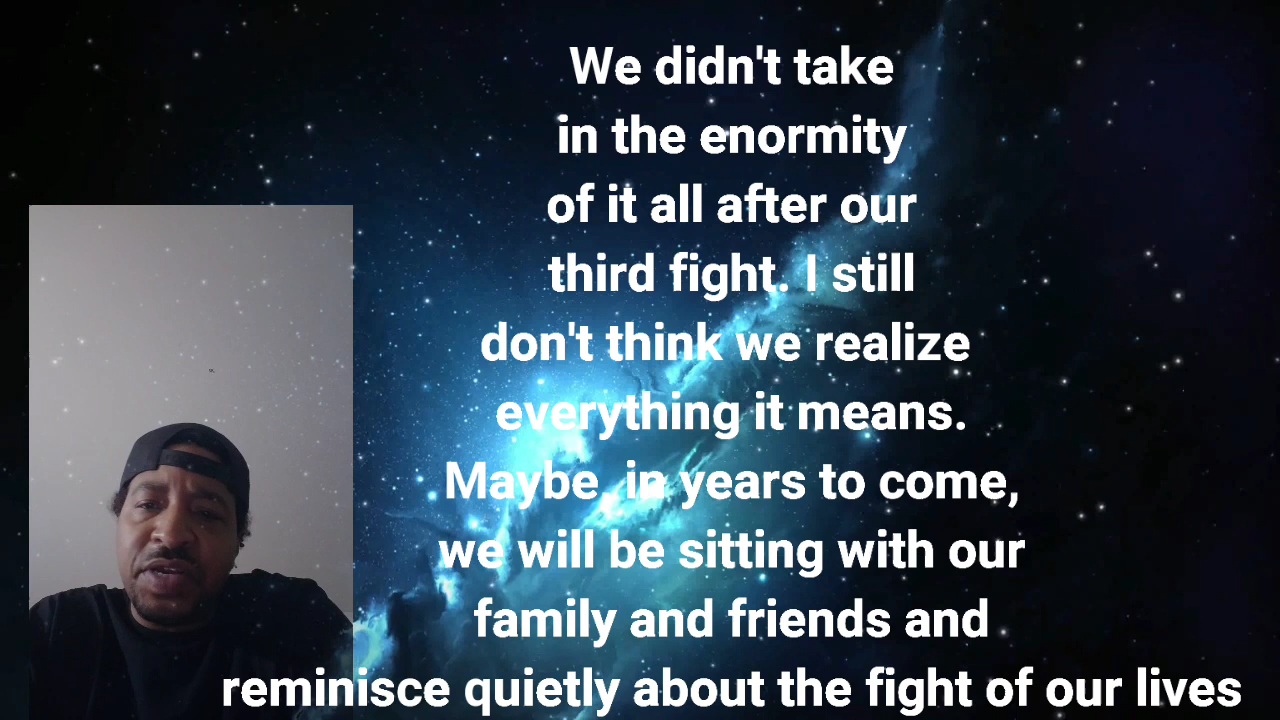 We didn't take
in the enormity
of it all after our
third fight. I still
don't think we realize
everything it means.
Maybe, in years to come,
we will be sitting with our
family and friends and
reminisce quietly about the fight of our lives